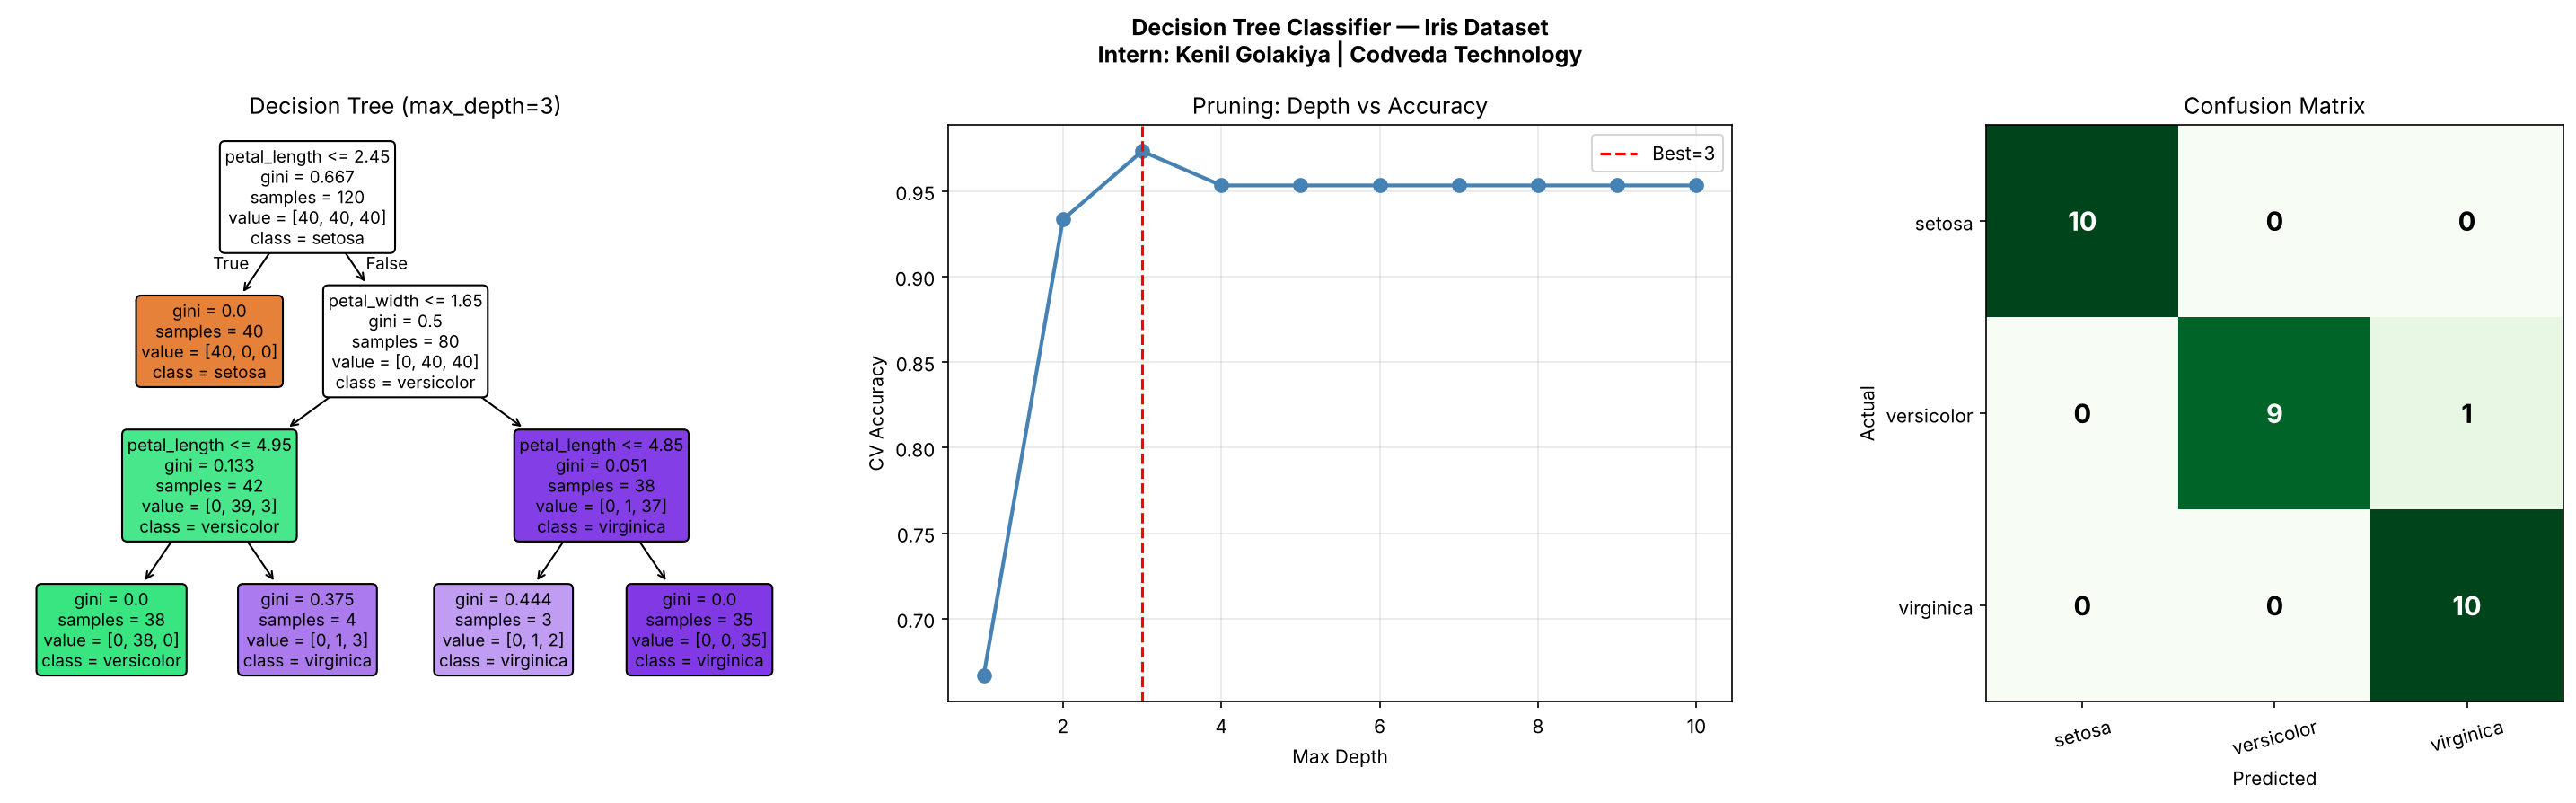 Decision Tree Classifier — Iris Dataset
Intern: Kenil Golakiya | Codveda Technology
Decision Tree (max_depth=3)
petal_length <= 2.45
gini = 0.667
samples = 120
value = [40, 40, 40]
class = setosa
True
False
gini = 0.0
samples = 40
value = [40, 0, 0]
class = setosa
petal_width <= 1.65
gini = 0.5
samples = 80
value = [0, 40, 40]
class = versicolor
petal_length <= 4.95
gini = 0.133
samples = 42
value = [0, 39, 3]
class = versicolor
petal_length <= 4.85
gini = 0.051
samples = 38
value = [0, 1, 37]
class = virginica
gini = 0.0
samples = 38
value = [0, 38, 0]
class = versicolor
gini = 0.375
samples = 4
value = [0, 1, 3]
class = virginica
gini = 0.444
samples = 3
value = [0, 1, 2]
class = virginica
gini = 0.0
samples = 35
value = [0, 0, 35]
class = virginica
Pruning: Depth vs Accuracy
Best=3
CV Accuracy
0.95
0.90
0.85
0.80
0.75
0.70
2 4 6 8 10
Max Depth
Confusion Matrix
Actual
setosa 10 0 0
versicolor 0 9 1
virginica 0 0 10
setosa versicolor virginica
Predicted